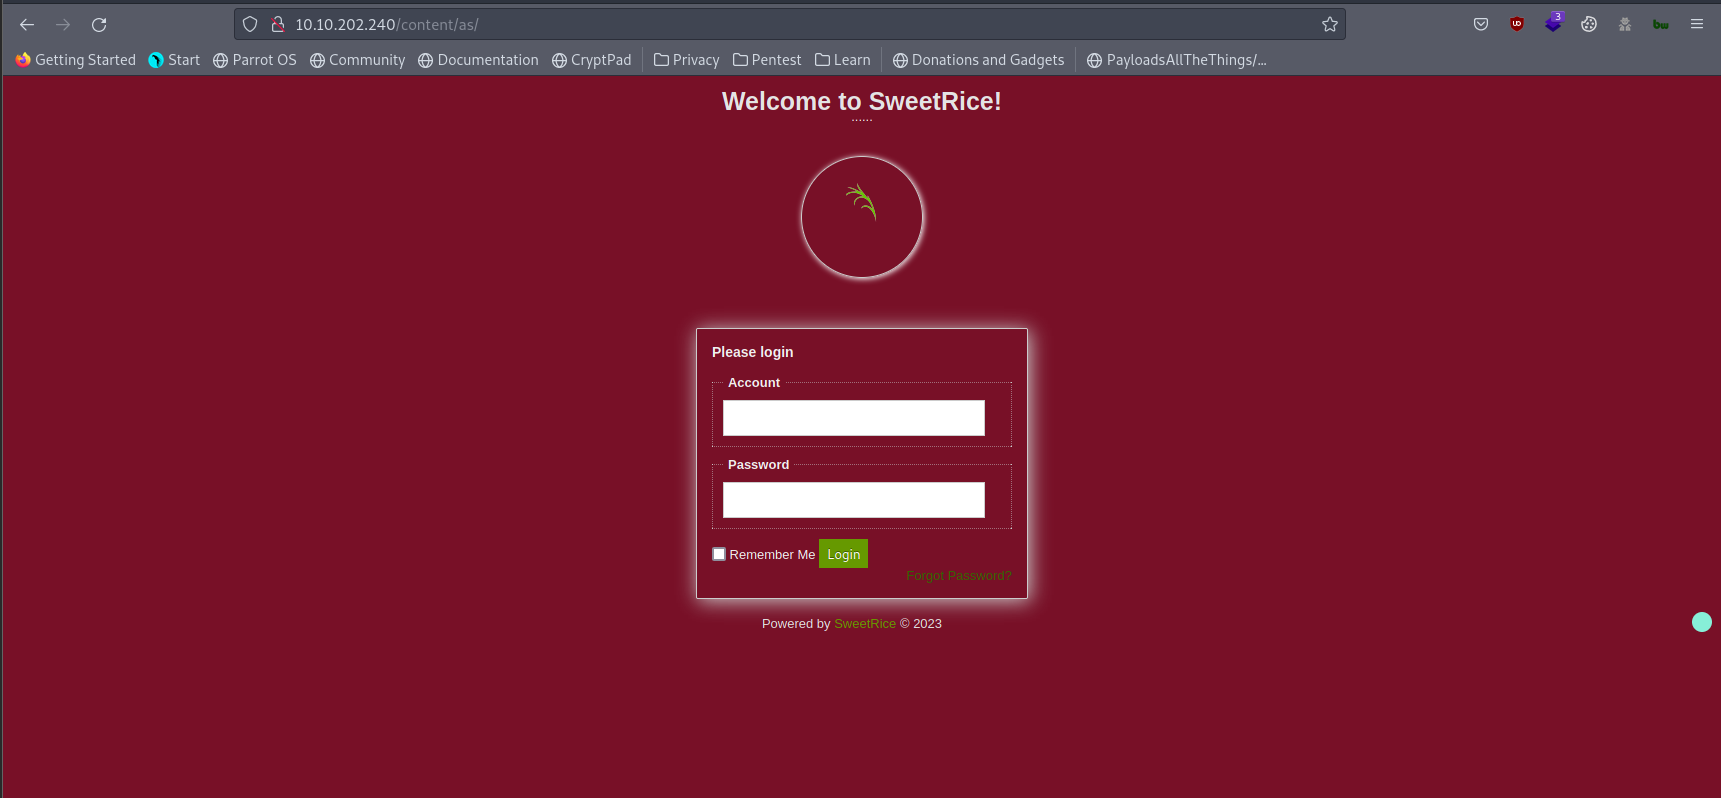 10.10.202.240/content/as/
3
Getting Started Start Parrot OS Community Documentation CryptPad Privacy Pentest Learn Donations and Gadgets PayloadsAllTheThings/...
Welcome to SweetRice!
......
Please login
Account
Password
Remember Me Login
Forgot Password?
Powered by SweetRice © 2023